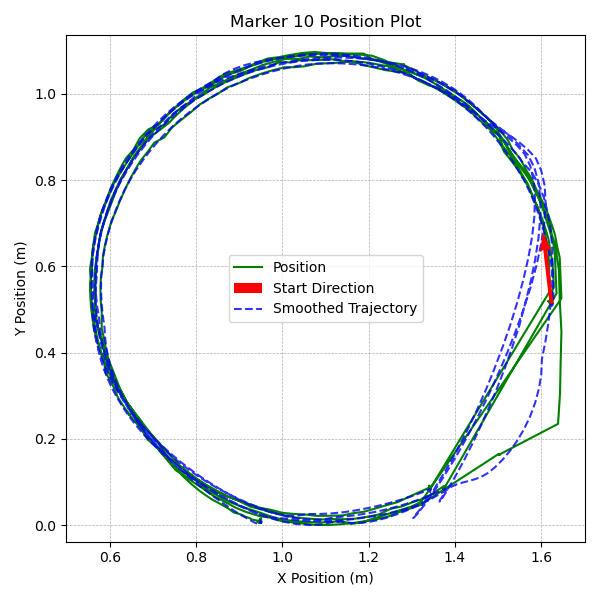 Marker 10 Position Plot
Y Position (m)
1.0
0.8
0.6
0.4
0.2
0.0
Position
Start Direction
Smoothed Trajectory
0.6 0.8 1.0 1.2 1.4 1.6
X Position (m)